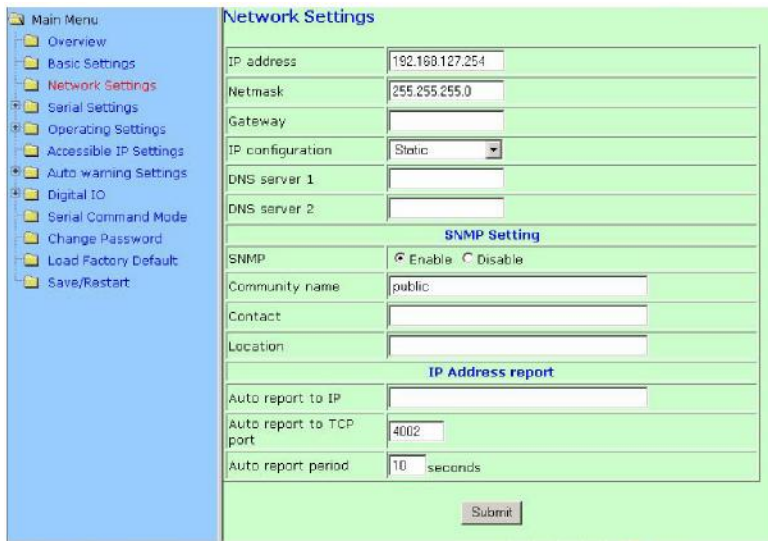 Main Menu
Overview
Basic Settings
Network Settings
Serial Settings
Operating Settings
Accessible IP Settings
Auto warning Settings
Digital IO
Serial Command Mode
Change Password
Load Factory Default
Save/Restart
Network Settings
IP address 192.168.127.254
Netmask 255.255.255.0
Gateway
IP configuration Static
DNS server 1
DNS server 2
SNMP Setting
SNMP Enable Disable
Community name public
Contact
Location
IP Address report
Auto report to IP
Auto report to TCP
port 4002
Auto report period 10 seconds
Submit